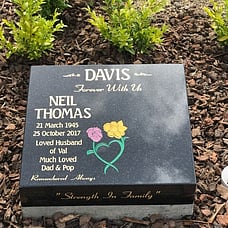 DAVIS
Forever With Us
NEIL
THOMAS
21 March 1945
25 October 2017
Loved Husband
of Val
Much Loved
Dad & Pop
Remembered Always
"Strength In Family"